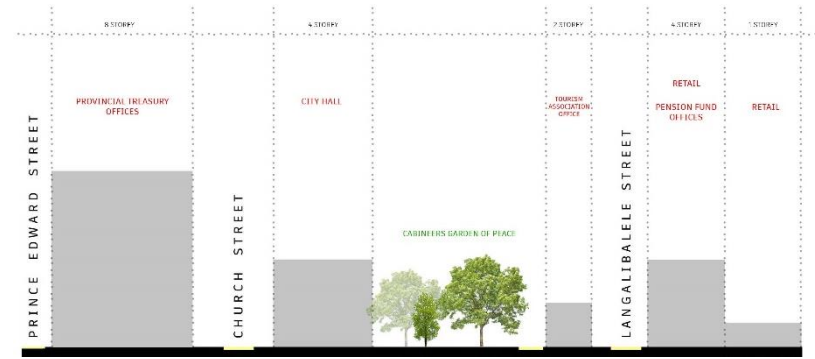 8 STOREY
4 STOREY
2 STOREY
4 STOREY
1 STOREY
PROVINCIAL TREASURY
OFFICES
CITY HALL
TOURISM
ASSOCIATION
OFFICE
RETAIL
PENSION FUND
OFFICES
RETAIL
PRINCE EDWARD STREET
CHURCH STREET
CABINEERS GARDEN OF PEACE
LANGALIBALELE STREET